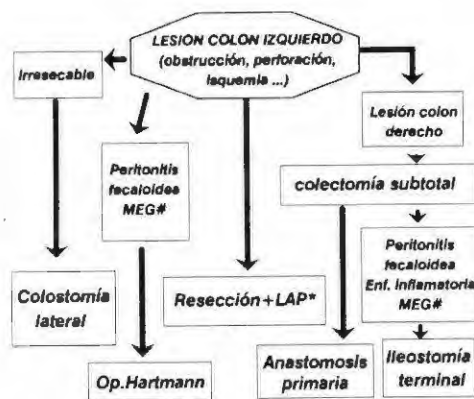 LESION COLON IZQUIERDO
(obstrucción, perforación,
isquemia ...)
Irresecable
Lesión colon
derecho
Peritonitis
fecaloidea
MEG#
colectomía subtotal
Peritonitis
fecaloidea
Enf. inflamatoria
MEG#
Colostomía
lateral
Resección+LAP*
Op.Hartmann
Anastomosis
primaria
Ileostomía
terminal